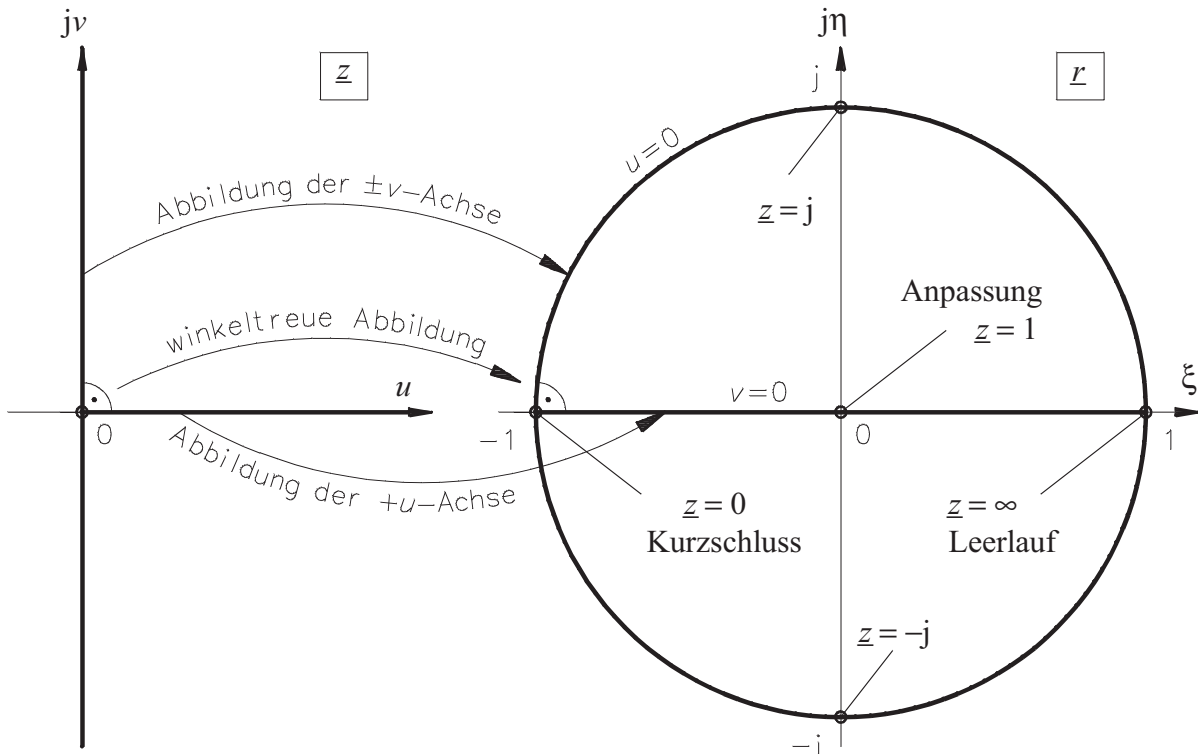 jv
z
jη
r
j
u=0
Abbildung der ±v–Achse
z = j
Anpassung
z = 1
winkeltreue Abbildung
u
v=0
ξ
0
-1
0
1
Abbildung der +u–Achse
z = 0
Kurzschluss
z = ∞
Leerlauf
z = –j
-j